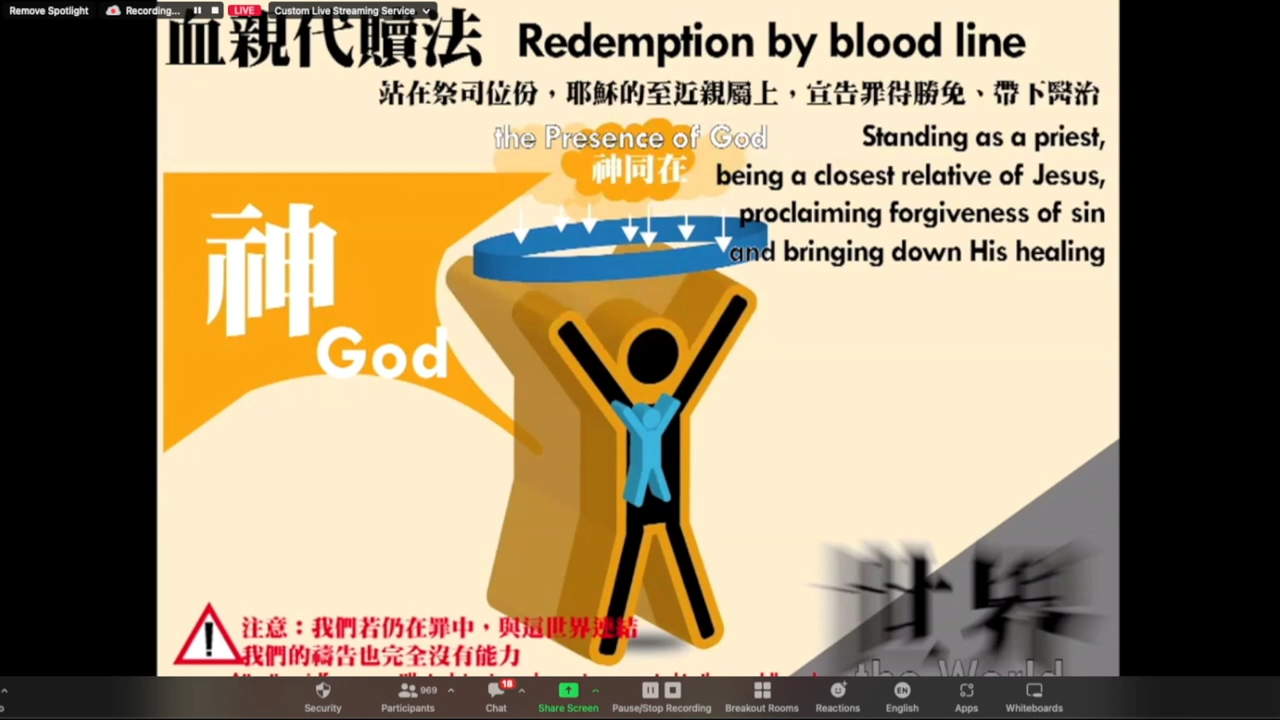 Remove Spotlight
Recording...
LIVE
Custom Live Streaming Service
血親代贖法 Redemption by blood line
站在祭司位份，耶穌的至近親屬上，宣告罪得勝免、帶下醫治
the Presence of God
神同在
Standing as a priest,
being a closest relative of Jesus,
proclaiming forgiveness of sin
and bringing down His healing
神
God
世界
the World
注意：我們若仍在罪中，與這世界連結
我們的禱告也完全沒有能力
Security
Participants
969
Chat
18
Share Screen
Pause/Stop Recording
Breakout Rooms
Reactions
EN
English
Apps
Whiteboards